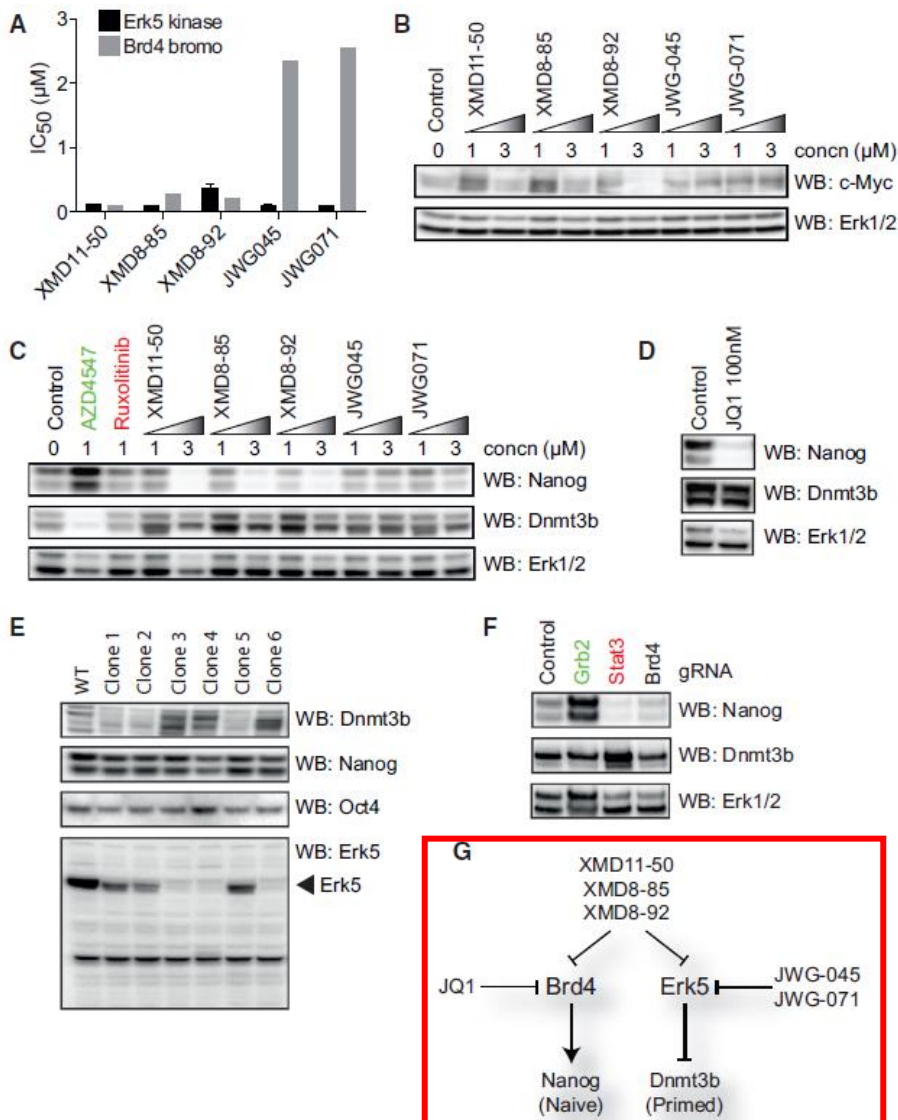 A
Erk5 kinase
Brd4 bromo
IC50 (µM)
3
2
1
0
XMD11-50
XMD8-85
XMD8-92
JWG045
JWG071
B
Control
XMD11-50
XMD8-85
XMD8-92
JWG-045
JWG-071
0 1 3 1 3 1 3 1 3 1 3 concn (µM)
WB: c-Myc
WB: Erk1/2
C
Control
AZD4547
Ruxolitinib
XMD11-50
XMD8-85
XMD8-92
JWG045
JWG071
0 1 1 1 3 1 3 1 3 1 3 1 3 concn (µM)
WB: Nanog
WB: Dnmt3b
WB: Erk1/2
D
Control
JQ1 100nM
WB: Nanog
WB: Dnmt3b
WB: Erk1/2
E
WT
Clone 1
Clone 2
Clone 3
Clone 4
Clone 5
Clone 6
WB: Dnmt3b
WB: Nanog
WB: Oct4
WB: Erk5
Erk5
F
Control
Grb2
Stat3
Brd4
gRNA
WB: Nanog
WB: Dnmt3b
WB: Erk1/2
G
XMD11-50
XMD8-85
XMD8-92
JQ1
Brd4
Erk5
JWG-045
JWG-071
Nanog
(Naive)
Dnmt3b
(Primed)